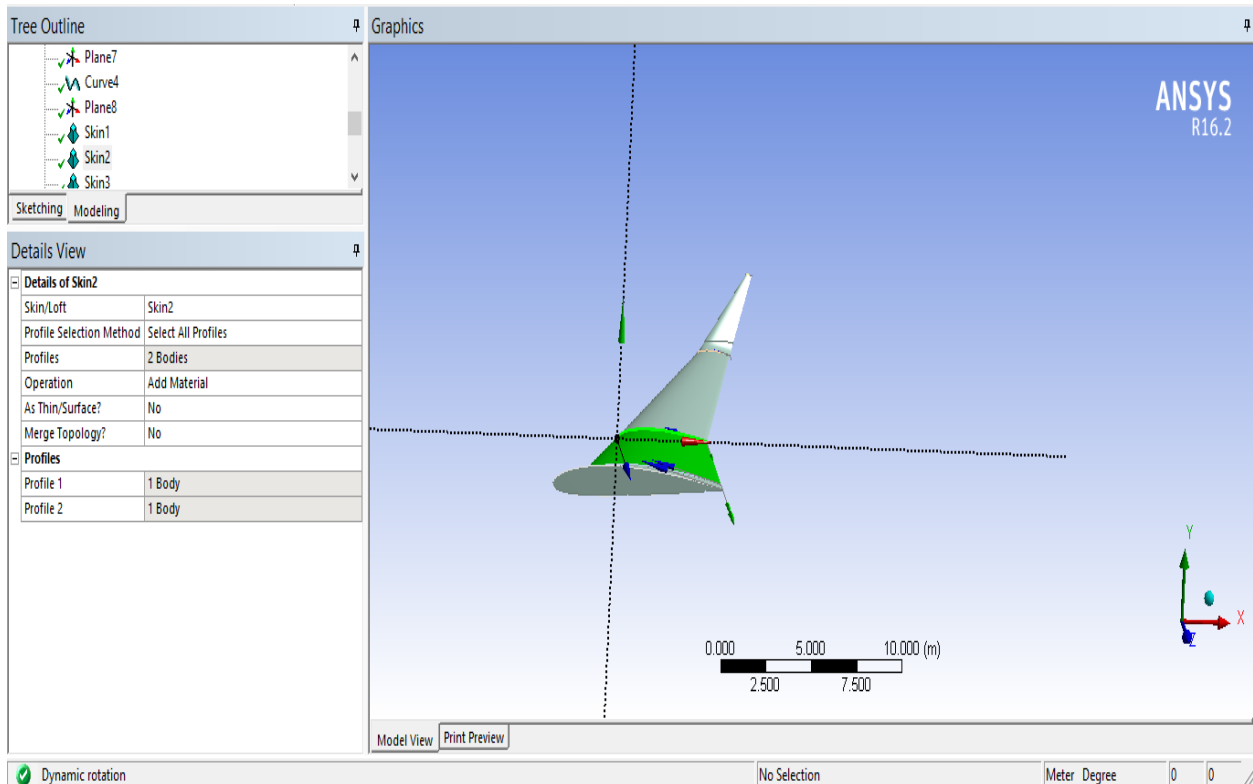 Tree Outline
Plane7
Curve4
Plane8
Skin1
Skin2
Skin3
Sketching Modeling
Details View
Details of Skin2
Skin/Loft Skin2
Profile Selection Method Select All Profiles
Profiles 2 Bodies
Operation Add Material
As Thin/Surface? No
Merge Topology? No
Profiles
Profile 1 1 Body
Profile 2 1 Body
Graphics
ANSYS
R16.2
Y
X
Z
0.000 5.000 10.000 (m)
2.500 7.500
Model View Print Preview
Dynamic rotation No Selection Meter Degree 0 0